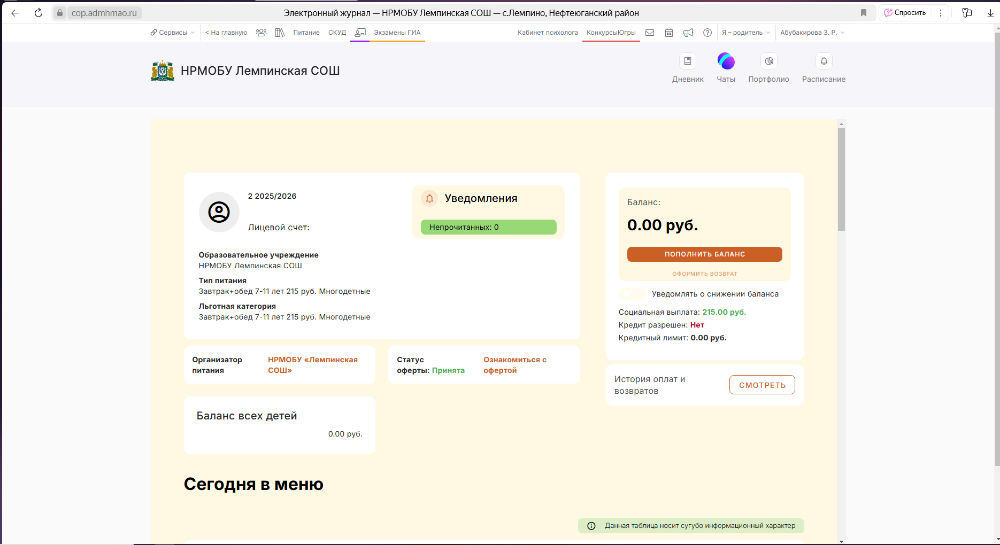 cop.admhmao.ru
Электронный журнал — НРМОБУ Лемпинская СОШ — с.Лемпино, Нефтеюганский район
Спросить
Сервисы
< На главную
Питание
СКУД
Экзамены ГИА
Кабинет психолога
КонкурсыЮгры
Я – родитель
Абубакирова З. Р.
НРМОБУ Лемпинская СОШ
Дневник
Чаты
Портфолио
Расписание
2 2025/2026
Лицевой счет:
Уведомления
Непрочитанных: 0
Образовательное учреждение
НРМОБУ Лемпинская СОШ
Тип питания
Завтрак+обед 7-11 лет 215 руб. Многодетные
Льготная категория
Завтрак+обед 7-11 лет 215 руб. Многодетные
Баланс:
0.00 руб.
ПОПОЛНИТЬ БАЛАНС
ОФОРМИТЬ ВОЗВРАТ
Уведомлять о снижении баланса
Социальная выплата: 215.00 руб.
Кредит разрешен: Нет
Кредитный лимит: 0.00 руб.
Организатор
питания
НРМОБУ «Лемпинская
СОШ»
Статус
оферты: Принята
Ознакомиться с
офертой
История оплат и
возвратов
СМОТРЕТЬ
Баланс всех детей
0.00 руб.
Сегодня в меню
Данная таблица носит сугубо информационный характер